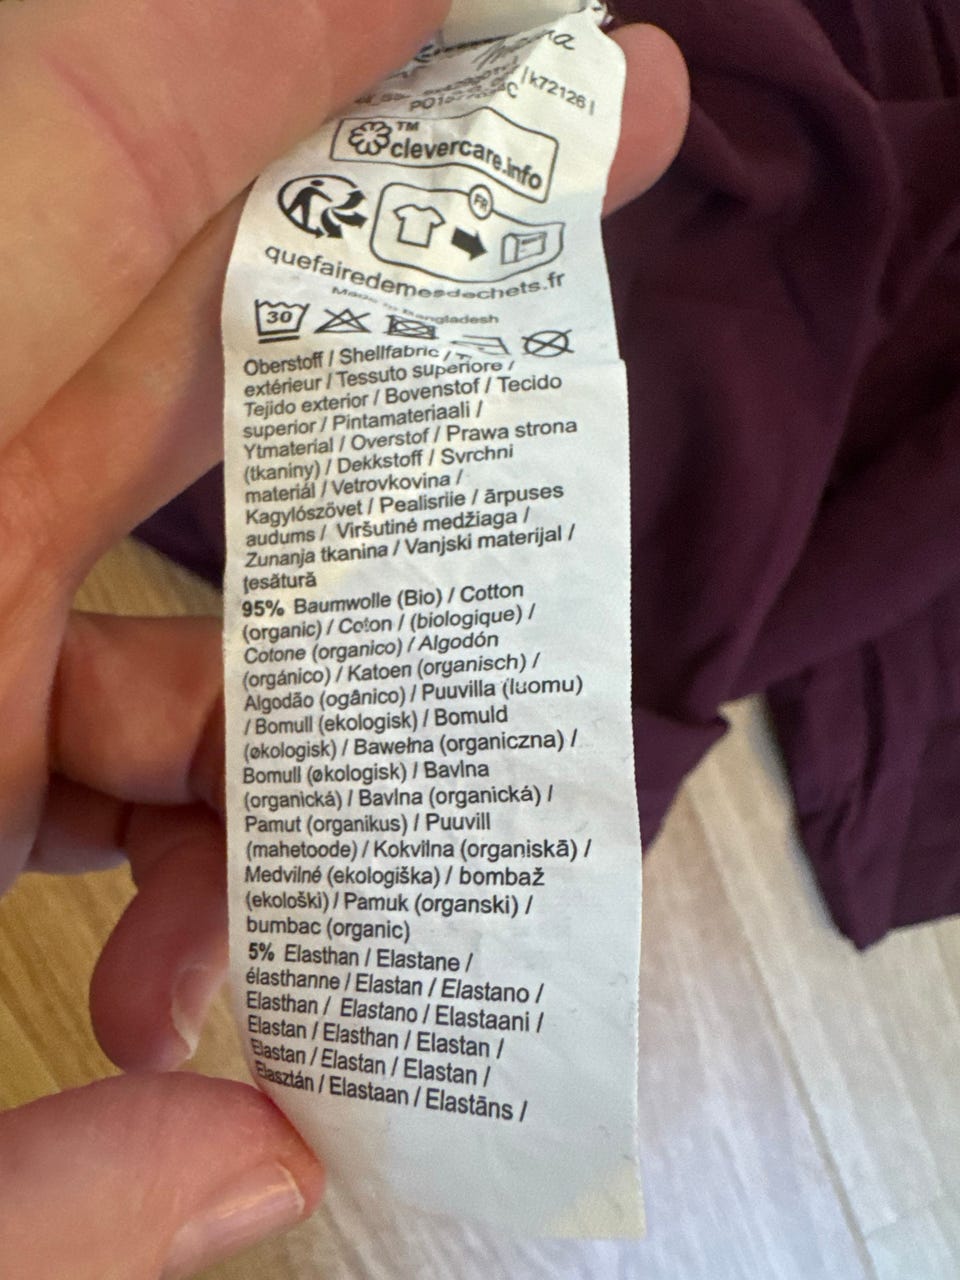 |k72126|
TM
clevercare.info
FR
quefairedemesdechets.fr
Made in Bangladesh
30
Oberstoff / Shellfabric /
extérieur / Tessuto superiore /
Tejido exterior / Bovenstof / Tecido
superior / Pintamateriaali /
Ytmaterial / Overstof / Prawa strona
(tkaniny) / Dekkstoff / Svrchni
materiál / Vetrovkovina /
Kagylószövet / Pealisriie / ārpuses
audums / Viršutinė medžiaga /
Zunanja tkanina / Vanjski materijal /
țesătură
95% Baumwolle (Bio) / Cotton
(organic) / Coton / (biologique) /
Cotone (organico) / Algodón
(orgánico) / Katoen (organisch) /
Algodão (ogânico) / Puuvilla (luomu)
/ Bomull (ekologisk) / Bomuld
(økologisk) / Bawełna (organiczna) /
Bomull (økologisk) / Bavlna
(organická) / Bavlna (organická) /
Pamut (organikus) / Puuvill
(mahetoode) / Kokvilna (organiskā) /
Medvilnė (ekologiška) / bombaž
(ekološki) / Pamuk (organski) /
bumbac (organic)
5% Elasthan / Elastane /
élasthanne / Elastan / Elastano /
Elasthan / Elastano / Elastaani /
Elastan / Elasthan / Elastan /
Elastan / Elastan / Elastan /
Elasztán / Elastaan / Elastāns /